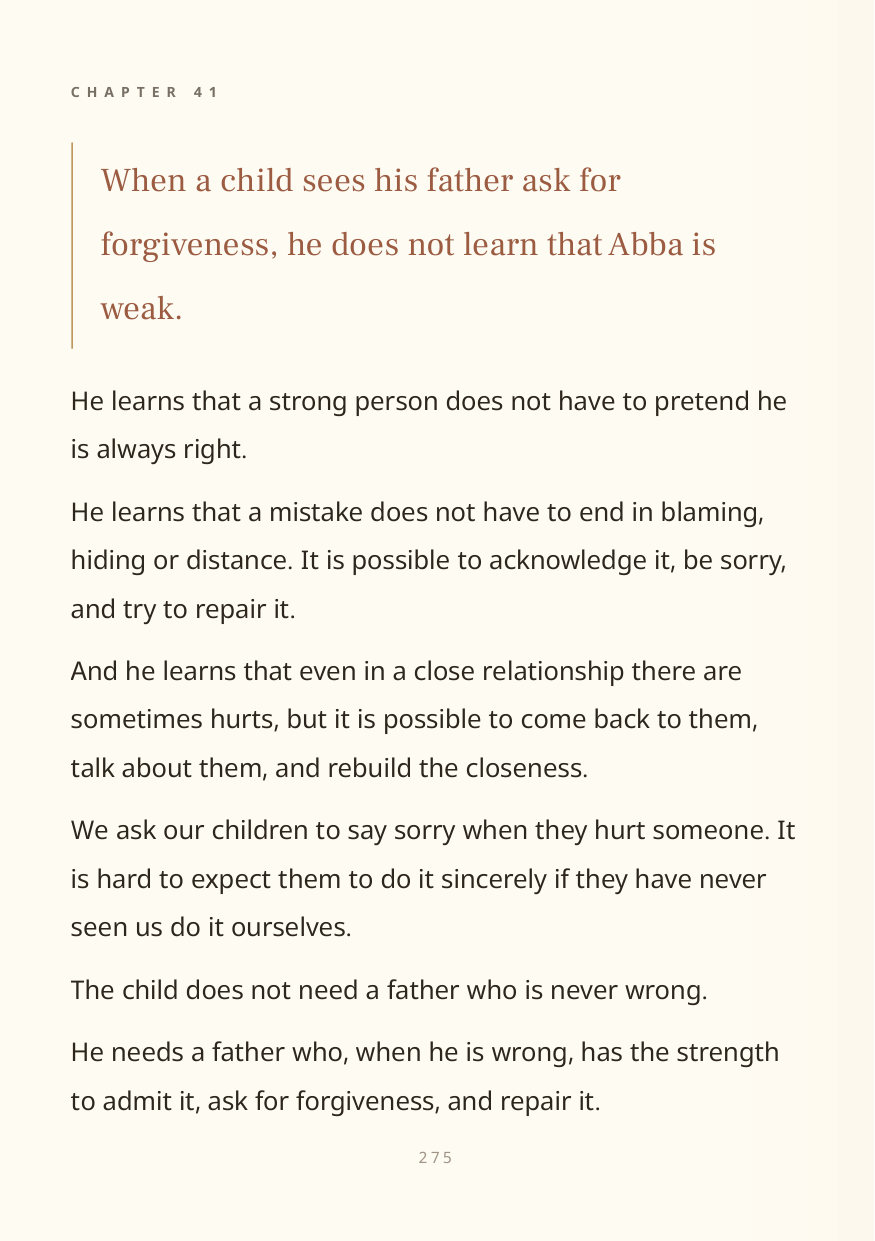 CHAPTER 41
When a child sees his father ask for
forgiveness, he does not learn that Abba is
weak.
He learns that a strong person does not have to pretend he
is always right.
He learns that a mistake does not have to end in blaming,
hiding or distance. It is possible to acknowledge it, be sorry,
and try to repair it.
And he learns that even in a close relationship there are
sometimes hurts, but it is possible to come back to them,
talk about them, and rebuild the closeness.
We ask our children to say sorry when they hurt someone. It
is hard to expect them to do it sincerely if they have never
seen us do it ourselves.
The child does not need a father who is never wrong.
He needs a father who, when he is wrong, has the strength
to admit it, ask for forgiveness, and repair it.
275